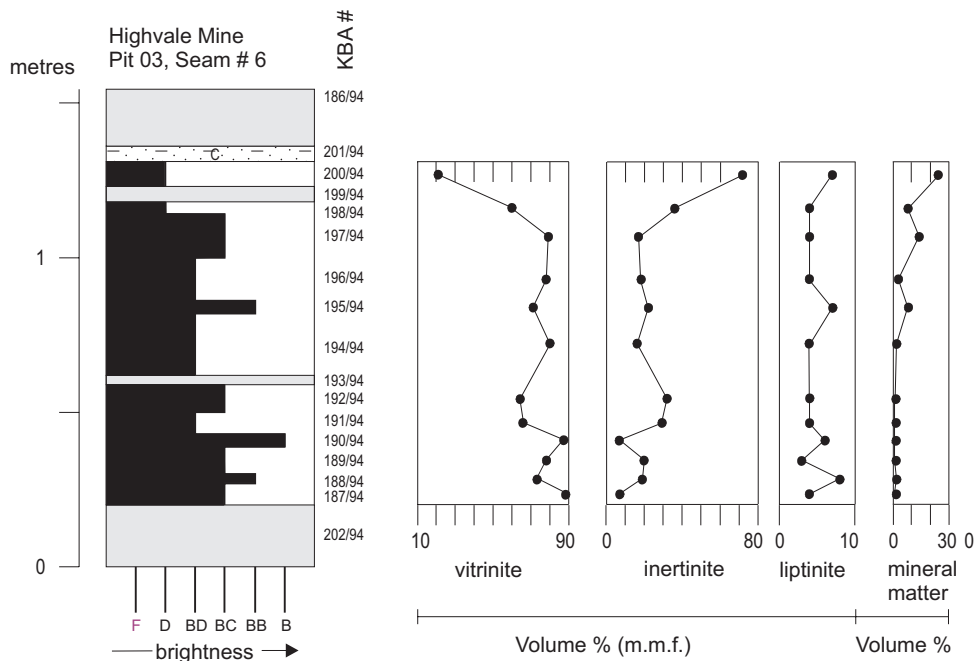 Highvale Mine
Pit 03, Seam # 6
metres
KBA #
186/94
C
201/94
200/94
199/94
198/94
197/94
1
196/94
195/94
194/94
193/94
192/94
191/94
190/94
189/94
188/94
187/94
202/94
0
F D BD BC BB B
brightness
10 90
vitrinite
0 80
inertinite
0 10
liptinite
0 30 0
mineral
matter
Volume % (m.m.f.)
Volume %